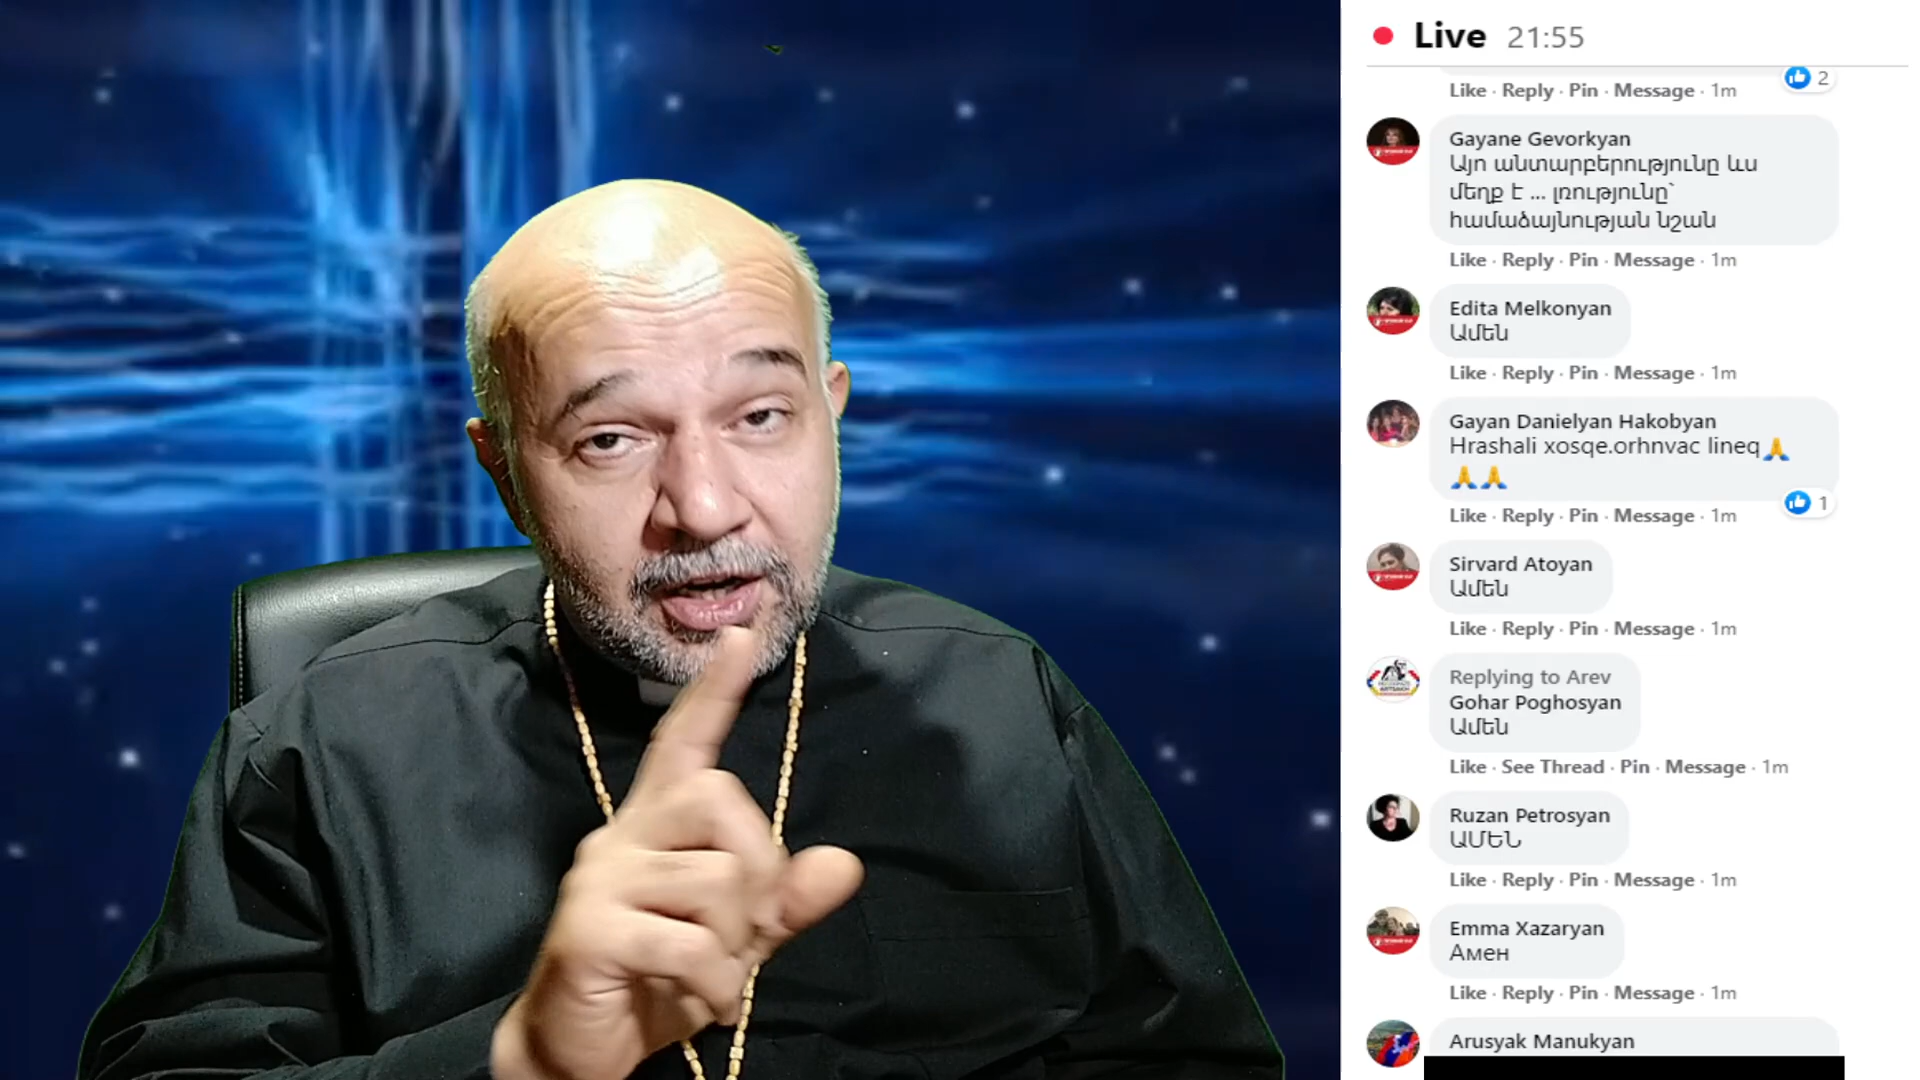 Live 21:55
2
Like · Reply · Pin · Message · 1m
Gayane Gevorkyan
Այո անտարբերությունը ևս
մեղք է ... լռությունը՝
համաձայնության նշան
Like · Reply · Pin · Message · 1m
Edita Melkonyan
Ամեն
Like · Reply · Pin · Message · 1m
Gayan Danielyan Hakobyan
Hrashali xosqe.orhnvac lineq🙏
🙏🙏
1
Like · Reply · Pin · Message · 1m
Sirvard Atoyan
Ամեն
Like · Reply · Pin · Message · 1m
Replying to Arev
Gohar Poghosyan
Ամեն
Like · See Thread · Pin · Message · 1m
Ruzan Petrosyan
ԱՄԵՆ
Like · Reply · Pin · Message · 1m
Emma Xazaryan
Амен
Like · Reply · Pin · Message · 1m
Arusyak Manukyan